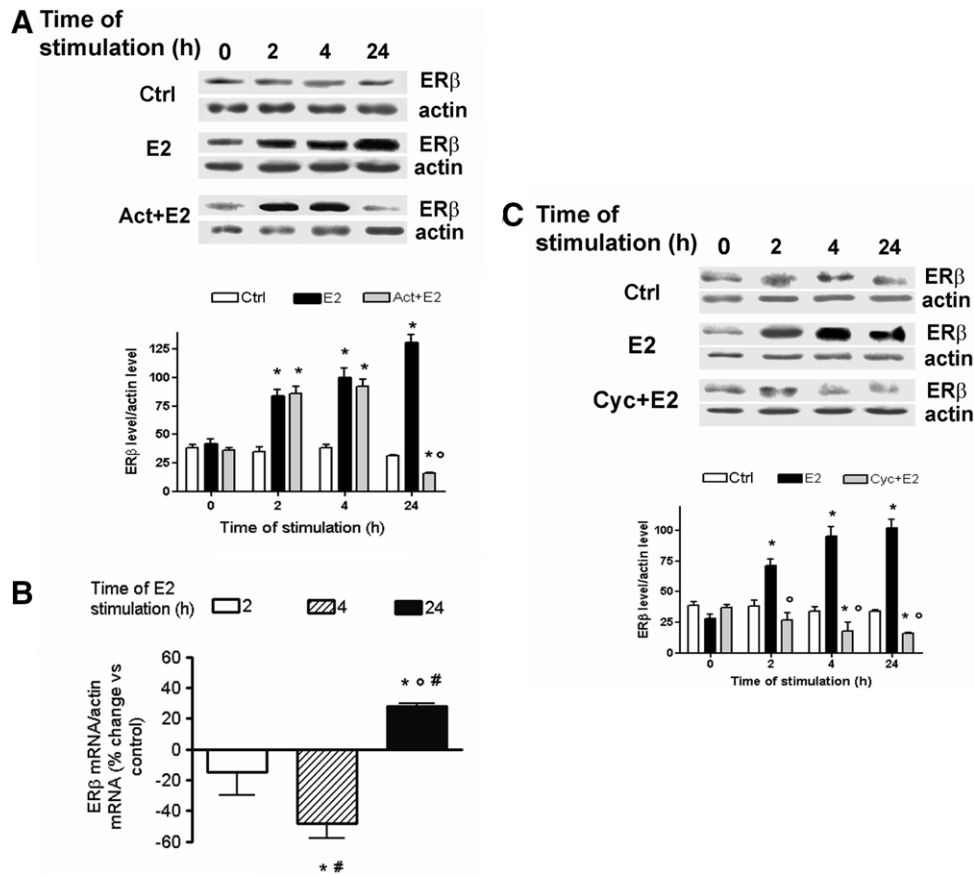 A Time of
stimulation (h) 0 2 4 24
Ctrl ERβ
actin
E2 ERβ
actin
Act+E2 ERβ
actin
Ctrl E2 Act+E2
ERβ level/actin level
125
100
75
50
25
0
* * * * * * °
0 2 4 24
Time of stimulation (h)
B Time of E2
stimulation (h) 2 4 24
ERβ mRNA/actin
mRNA (% change vs
control)
60
40
20
0
-20
-40
-60
* ° #
* #
C Time of
stimulation (h) 0 2 4 24
Ctrl ERβ
actin
E2 ERβ
actin
Cyc+E2 ERβ
actin
Ctrl E2 Cyc+E2
ERβ level/actin level
100
75
50
25
0
* ° * * ° * * °
0 2 4 24
Time of stimulation (h)